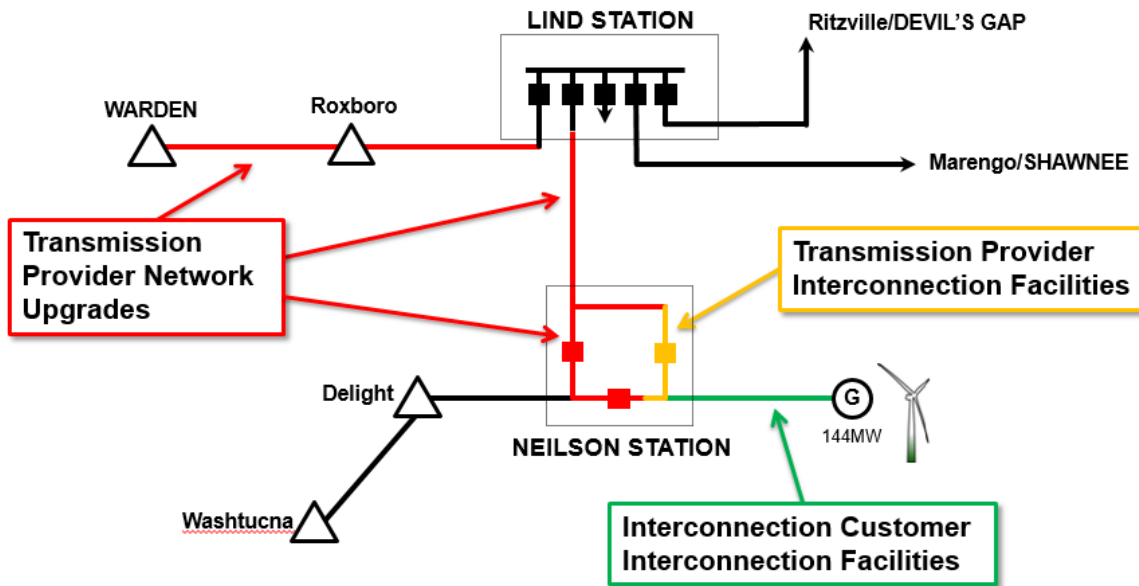 LIND STATION
Ritzville/DEVIL'S GAP
WARDEN
Roxboro
Marengo/SHAWNEE
Transmission
Provider Network
Upgrades
Transmission Provider
Interconnection Facilities
Delight
G
144MW
NEILSON STATION
Washtucna
Interconnection Customer
Interconnection Facilities